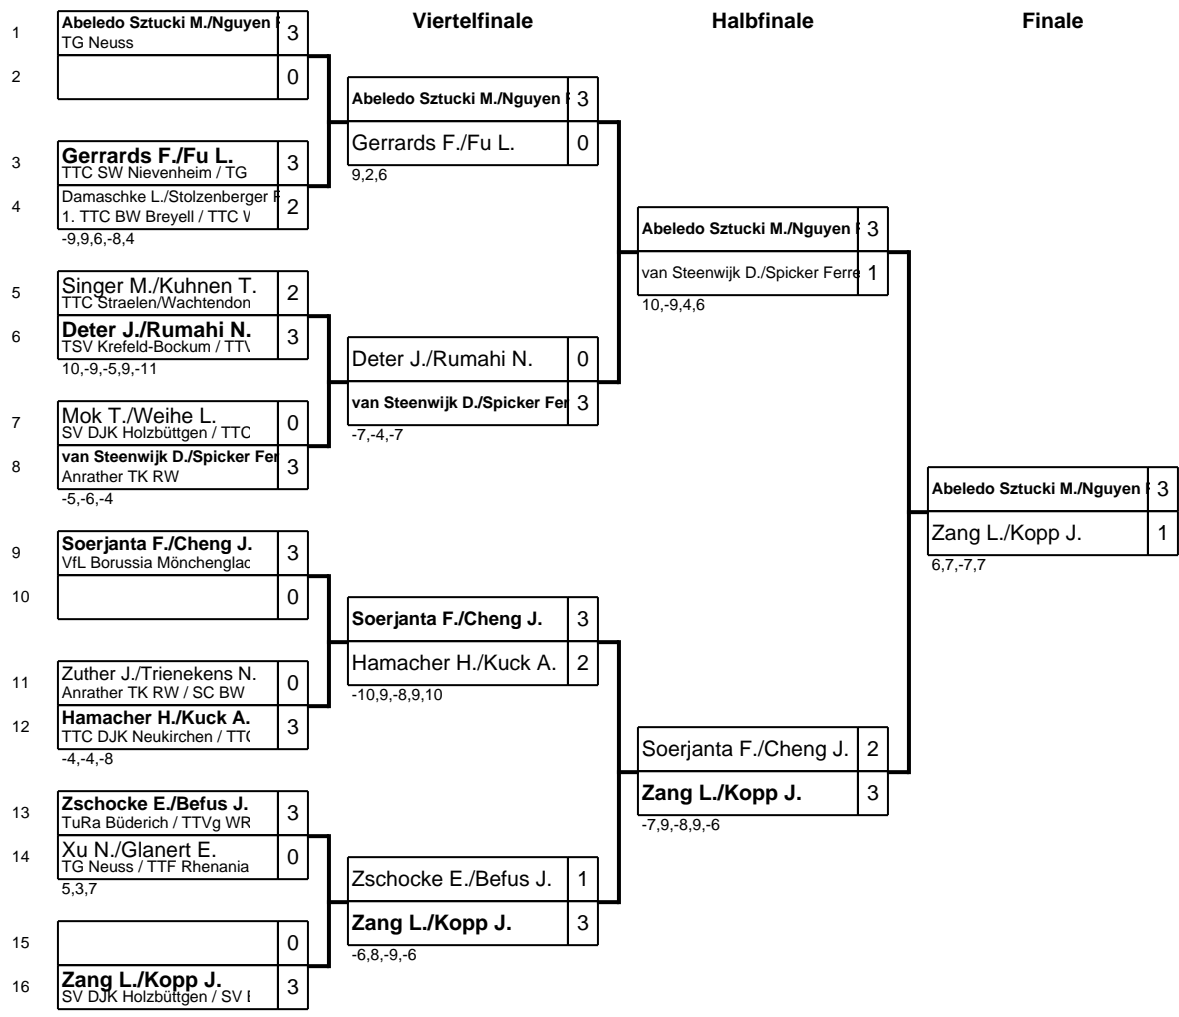 Viertelfinale
Halbfinale
Finale
1
Abeledo Sztucki M./Nguyen
3
TG Neuss
2
0
3
Gerrards F./Fu L.
3
TTC SW Nievenheim / TG
4
Damaschke L./Stolzenberger
2
1. TTC BW Breyell / TTC
-9,9,6,-8,4
5
Singer M./Kuhnen T.
2
TTC Straelen/Wachtendon
6
Deter J./Rumahi N.
3
TSV Krefeld-Bockum /
10,-9,-5,9,-11
7
Mok T./Weihe L.
0
SV DJK Holzbüttgen / TTC
8
van Steenwijk D./Spicker Fer
3
Anrather TK RW
-5,-6,-4
9
Soerjanta F./Cheng J.
3
VfL Borussia Mönchenglac
10
0
11
Zuther J./Trienekens N.
0
Anrather TK RW / SC BW
12
Hamacher H./Kuck A.
3
TTC DJK Neukirchen /
-4,-4,-8
13
Zschocke E./Befus J.
3
TuRa Büderich / TTVg WR
14
Xu N./Glanert E.
0
TG Neuss / TTF Rhenania
5,3,7
15
0
16
Zang L./Kopp J.
3
SV DJK Holzbüttgen / SV
Abeledo Sztucki M./Nguyen
3
Gerrards F./Fu L.
0
9,2,6
Deter J./Rumahi N.
0
van Steenwijk D./Spicker Fer
3
-7,-4,-7
Soerjanta F./Cheng J.
3
Hamacher H./Kuck A.
2
-10,9,-8,9,10
Zschocke E./Befus J.
1
Zang L./Kopp J.
3
-6,8,-9,-6
Abeledo Sztucki M./Nguyen
3
van Steenwijk D./Spicker Ferre
1
10,-9,4,6
Soerjanta F./Cheng J.
2
Zang L./Kopp J.
3
-7,9,-8,9,-6
Abeledo Sztucki M./Nguyen
3
Zang L./Kopp J.
1
6,7,-7,7